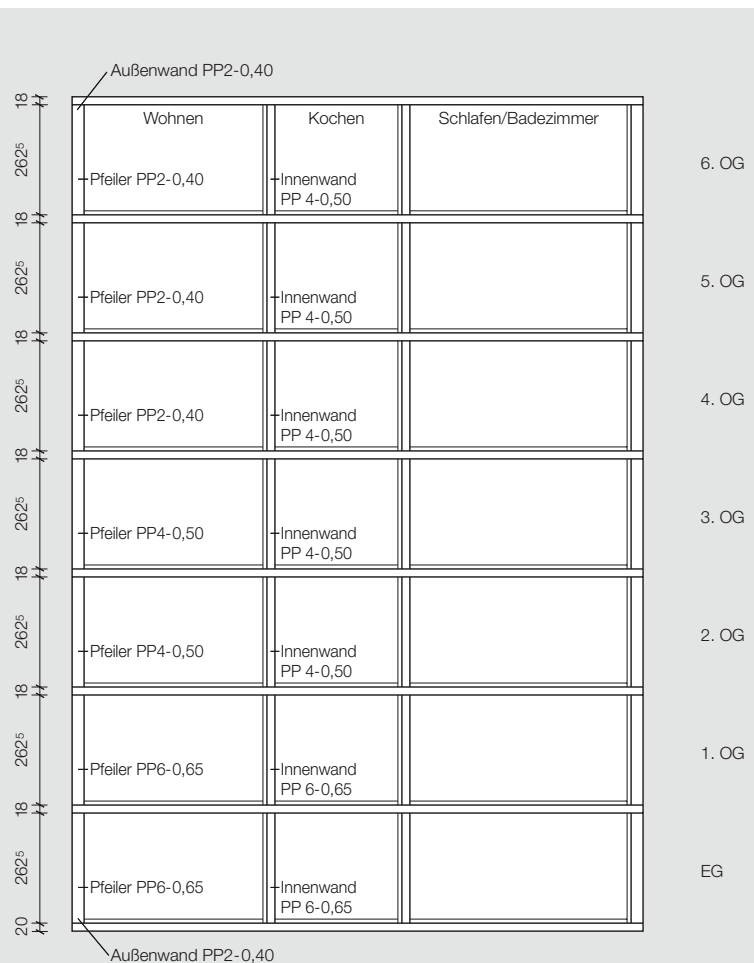 Außenwand PP2-0,40
18
Wohnen
Kochen
Schlafen/Badezimmer
2625
Pfeiler PP2-0,40
Innenwand
PP 4-0,50
6. OG
18
2625
Pfeiler PP2-0,40
Innenwand
PP 4-0,50
5. OG
18
2625
Pfeiler PP2-0,40
Innenwand
PP 4-0,50
4. OG
18
2625
Pfeiler PP4-0,50
Innenwand
PP 4-0,50
3. OG
18
2625
Pfeiler PP4-0,50
Innenwand
PP 4-0,50
2. OG
18
2625
Pfeiler PP6-0,65
Innenwand
PP 6-0,65
1. OG
18
2625
Pfeiler PP6-0,65
Innenwand
PP 6-0,65
EG
20
Außenwand PP2-0,40